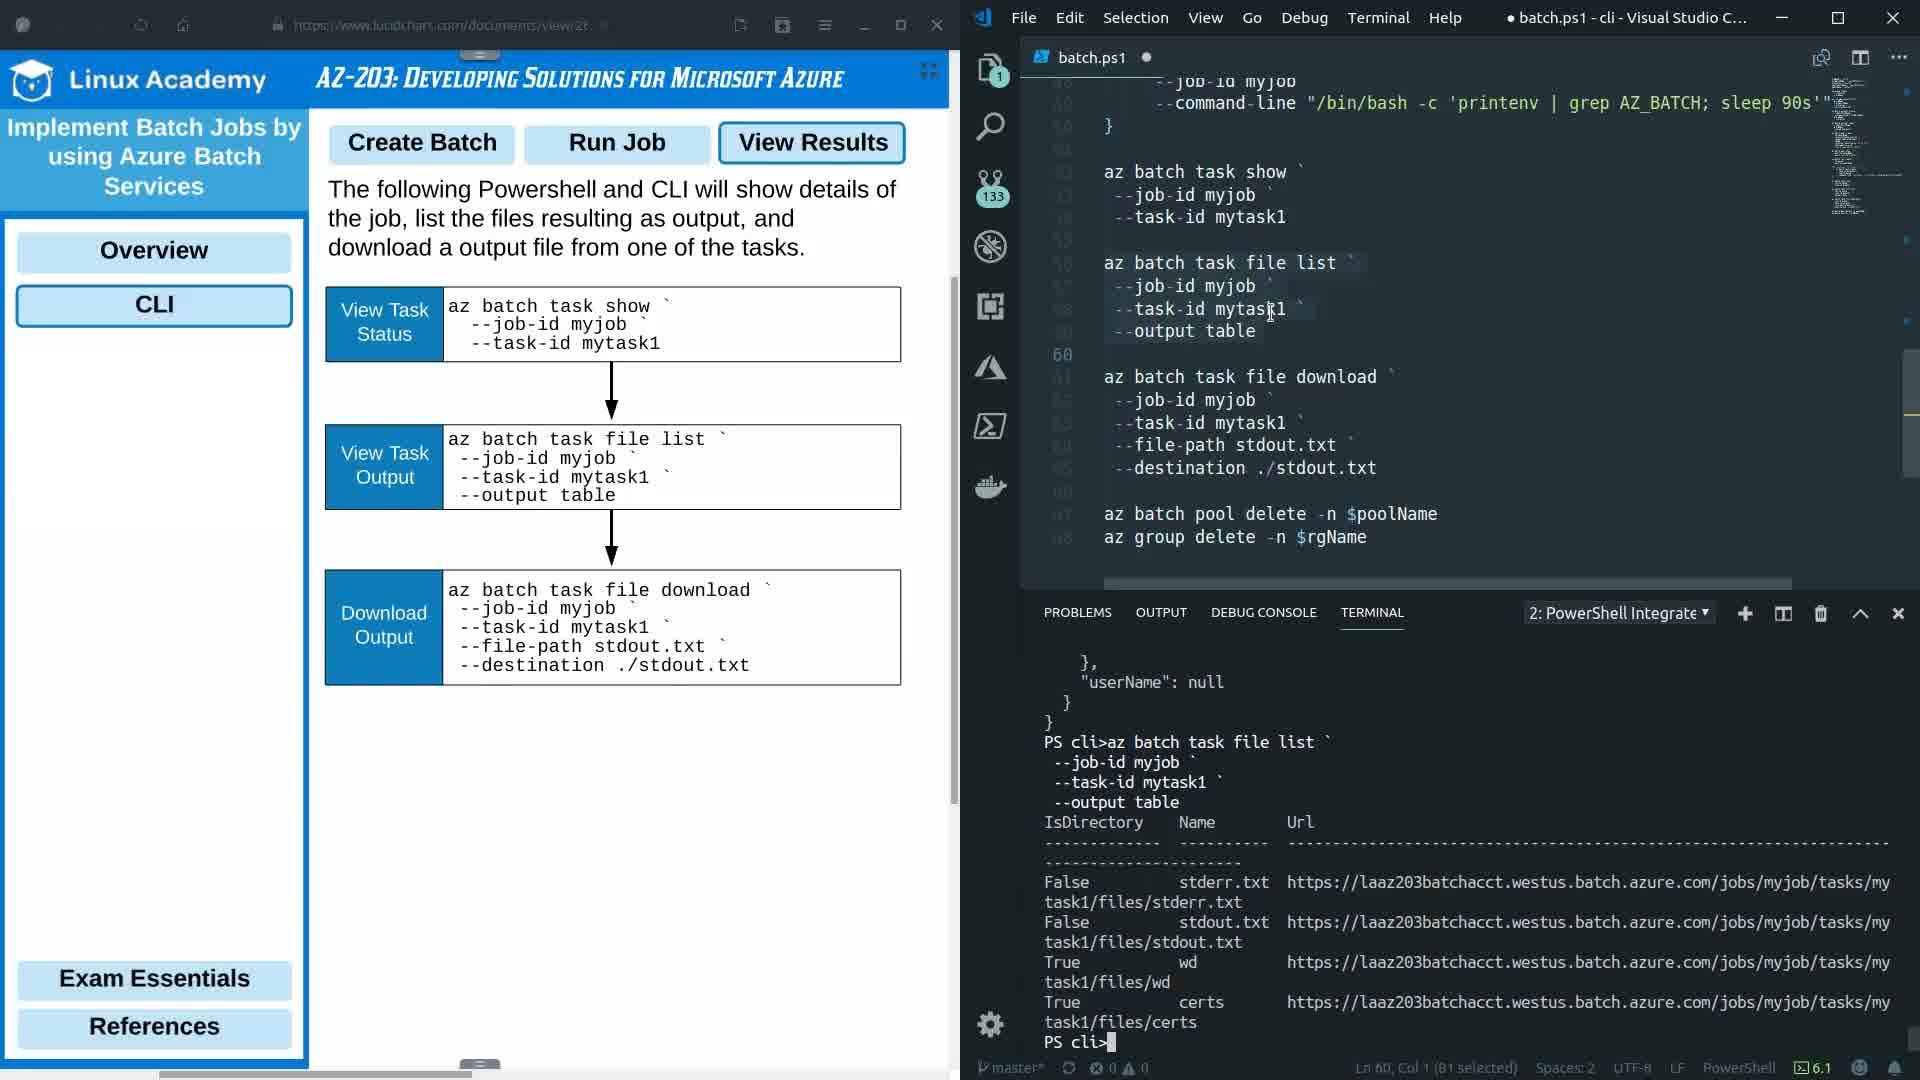 https://www.lucidchart.com/documents/view/2t
Linux Academy
AZ-203: Developing Solutions for Microsoft Azure
Implement Batch Jobs by
using Azure Batch
Services
Overview
CLI
Exam Essentials
References
Create Batch
Run Job
View Results
The following Powershell and CLI will show details of
the job, list the files resulting as output, and
download a output file from one of the tasks.
View Task
Status
az batch task show `
--job-id myjob `
--task-id mytask1
View Task
Output
az batch task file list `
--job-id myjob `
--task-id mytask1 `
--output table
Download
Output
az batch task file download `
--job-id myjob `
--task-id mytask1 `
--file-path stdout.txt `
--destination ./stdout.txt
File Edit Selection View Go Debug Terminal Help
● batch.ps1 - cli - Visual Studio C...
batch.ps1 ●
1
133
--job-id myjob
--command-line "/bin/bash -c 'printenv | grep AZ_BATCH; sleep 90s'"
}
az batch task show `
--job-id myjob `
--task-id mytask1
az batch task file list `
--job-id myjob `
--task-id mytask1 `
--output table
60
az batch task file download `
--job-id myjob `
--task-id mytask1 `
--file-path stdout.txt `
--destination ./stdout.txt
az batch pool delete -n $poolName
az group delete -n $rgName
PROBLEMS OUTPUT DEBUG CONSOLE TERMINAL
2: PowerShell Integrate
},
"userName": null
}
}
PS cli>az batch task file list `
--job-id myjob `
--task-id mytask1 `
--output table
IsDirectory Name Url
------------- ---------- -------------------------------------------------------------------
----------------------
False stderr.txt https://laaz203batchacct.westus.batch.azure.com/jobs/myjob/tasks/my
task1/files/stderr.txt
False stdout.txt https://laaz203batchacct.westus.batch.azure.com/jobs/myjob/tasks/my
task1/files/stdout.txt
True wd https://laaz203batchacct.westus.batch.azure.com/jobs/myjob/tasks/my
task1/files/wd
True certs https://laaz203batchacct.westus.batch.azure.com/jobs/myjob/tasks/my
task1/files/certs
PS cli>
master* 0 0
Ln 60, Col 1 (81 selected) Spaces: 2 UTF-8 LF PowerShell 6.1